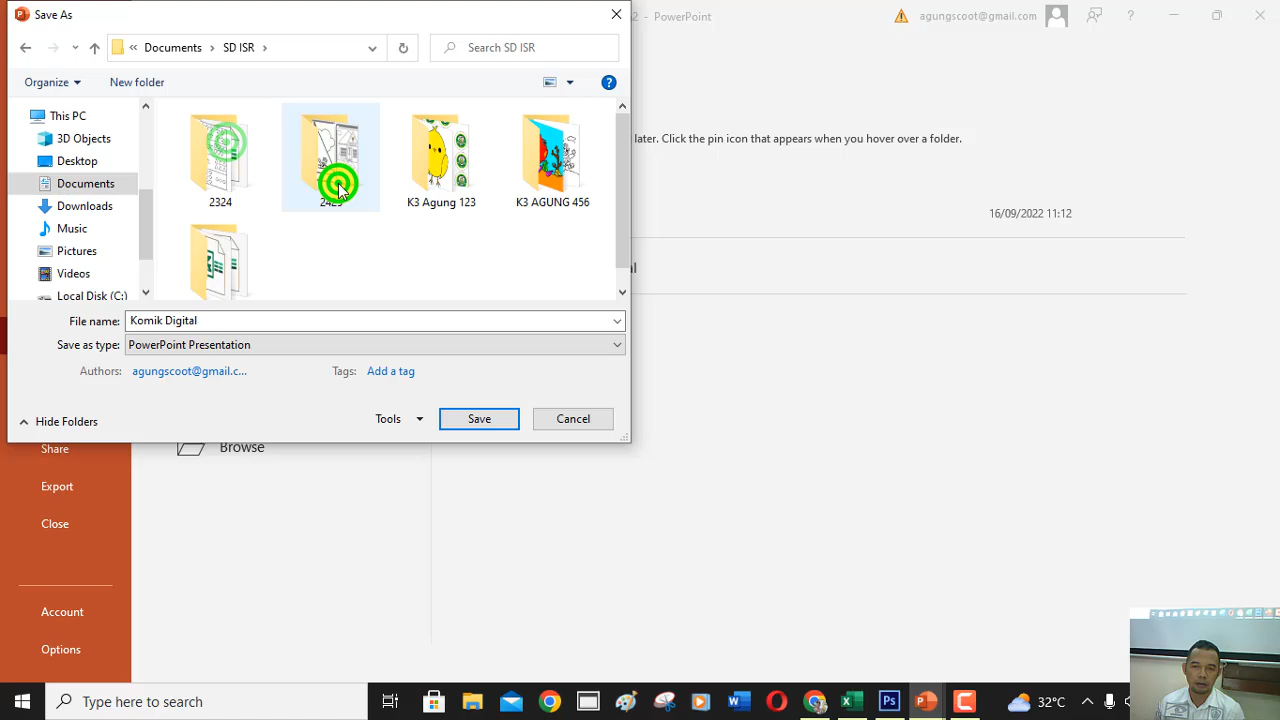 Save As
2 - PowerPoint
agungscoot@gmail.com
?
« Documents > SD ISR >
Search SD ISR
Organize
New folder
?
This PC
3D Objects
Desktop
Documents
Downloads
Music
Pictures
Videos
Local Disk (C:)
2324
K3 Agung 123
K3 AGUNG 456
later. Click the pin icon that appears when you hover over a folder.
16/09/2022 11:12
al
File name: Komik Digital
Save as type: PowerPoint Presentation
Authors: agungscoot@gmail.c...
Tags: Add a tag
Hide Folders
Tools
Save
Cancel
Browse
Share
Export
Close
Account
Options
Type here to search
32°C